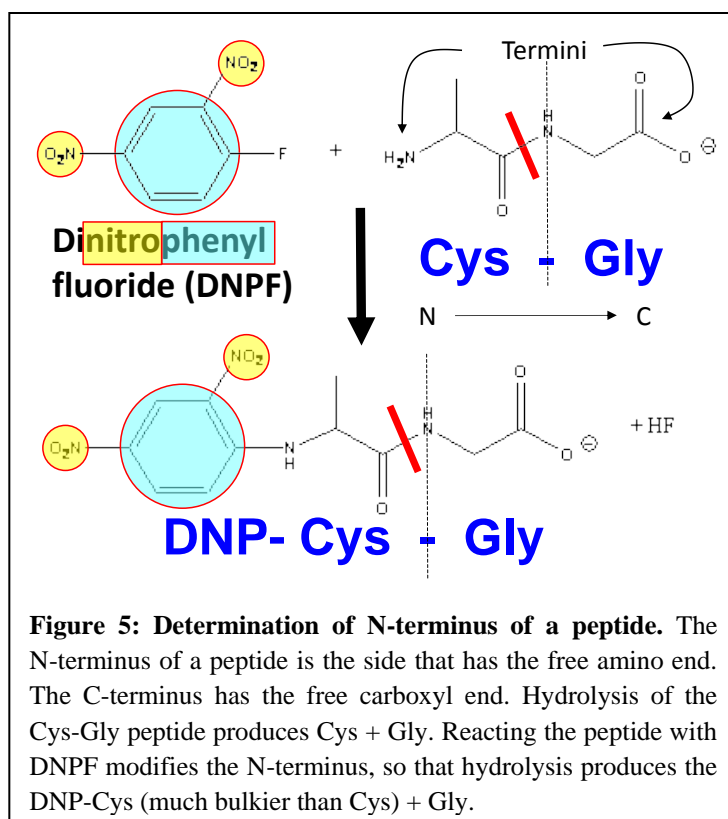 NO2
Termini
O
H
N
O2N
F
+
H2N
O
O
⊖
Dinitrophenyl
fluoride (DNPF)
Cys - Gly
N C
NO2
O
H
N
O2N
N
H
O
O
⊖
+HF
DNP- Cys - Gly
Figure 5: Determination of N-terminus of a peptide. The
N-terminus of a peptide is the side that has the free amino end.
The C-terminus has the free carboxyl end. Hydrolysis of the
Cys-Gly peptide produces Cys + Gly. Reacting the peptide with
DNPF modifies the N-terminus, so that hydrolysis produces the
DNP-Cys (much bulkier than Cys) + Gly.